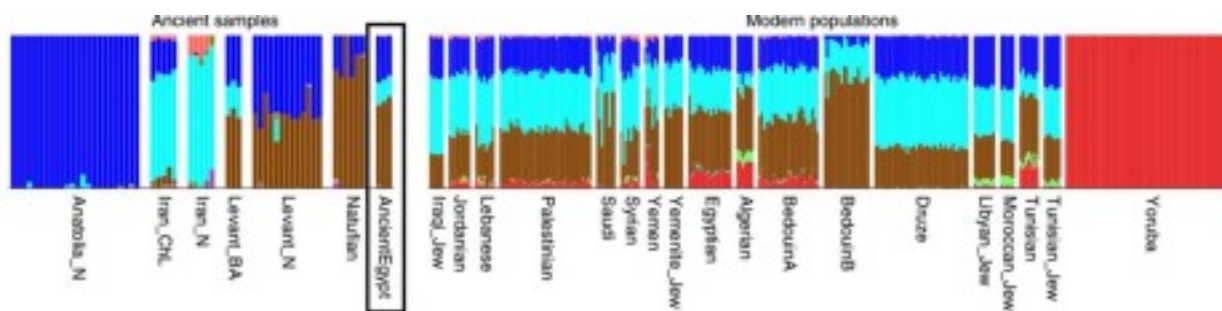 Ancient samples
Modern populations
Anatolia_N
Iran_ChL
Iran_N
Levant_BA
Levant_N
Natufian
AncientEgypt
Iraqi_Jew
Jordanian
Lebanese
Palestinian
Saudi
Syrian
Yemen
Yemenite_Jew
Egyptian
Algerian
BedouinA
BedouinB
Druze
Libyan_Jew
Moroccan_Jew
Tunisian
Tunisian_Jew
Yoruba